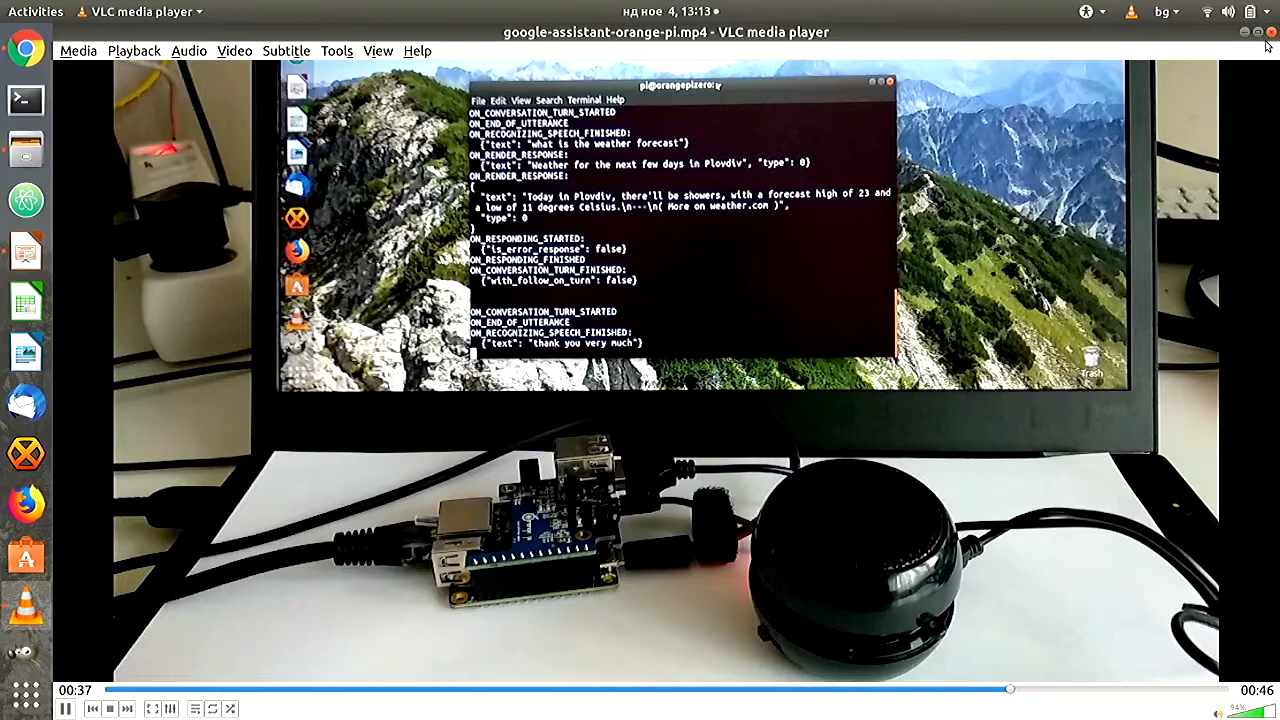 Activities
VLC media player
нд ное 4, 13:13
bg
google-assistant-orange-pi.mp4 - VLC media player
Media Playback Audio Video Subtitle Tools View Help
pi@orangepizero:
File Edit View Search Terminal Help
ON_CONVERSATION_TURN_STARTED
ON_END_OF_UTTERANCE
ON_RECOGNIZING_SPEECH_FINISHED:
{"text": "what is the weather forecast"}
ON_RENDER_RESPONSE:
{"text": "Weather for the next few days in Plovdiv", "type": 0}
ON_RENDER_RESPONSE:
{
"text": "Today in Plovdiv, there'll be showers, with a forecast high of 23 and
a low of 11 degrees Celsius.\n---\n( More on weather.com )",
"type": 0
}
ON_RESPONDING_STARTED:
{"is_error_response": false}
ON_RESPONDING_FINISHED
ON_CONVERSATION_TURN_FINISHED:
{"with_follow_on_turn": false}
ON_CONVERSATION_TURN_STARTED
ON_END_OF_UTTERANCE
ON_RECOGNIZING_SPEECH_FINISHED:
{"text": "thank you very much"}
Trash
00:37
00:46
94%